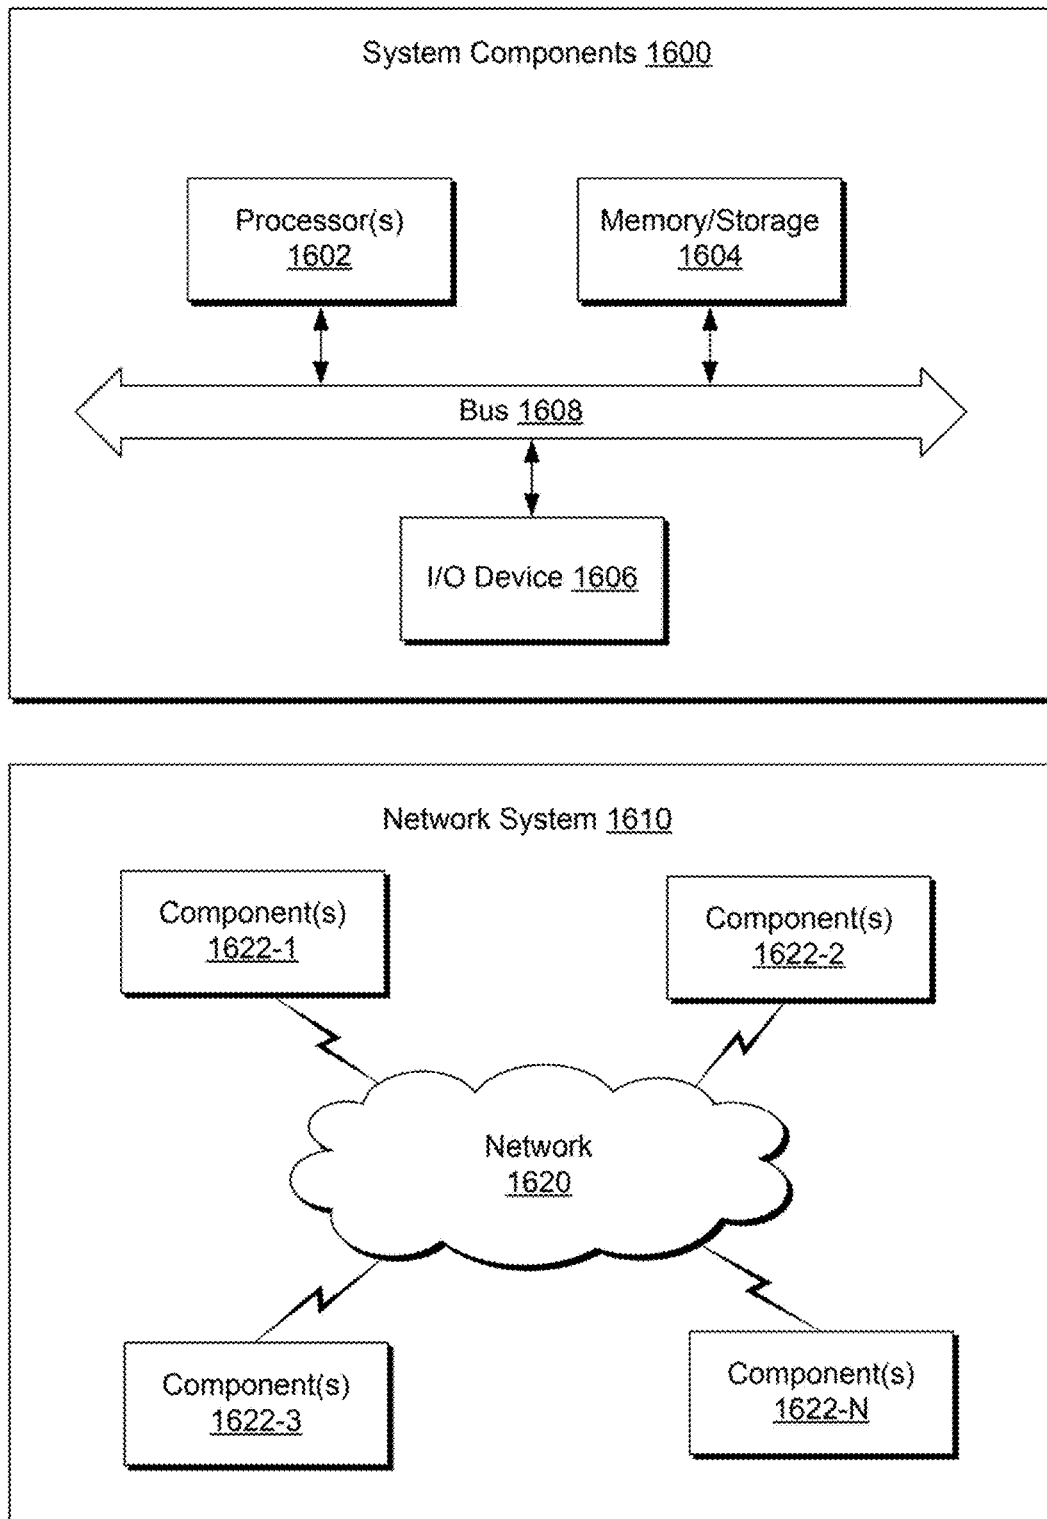 System Components 1600
Processor(s)
1602
Memory/Storage
1604
Bus 1608
I/O Device 1606
Network System 1610
Component(s)
1622-1
Component(s)
1622-2
Network
1620
Component(s)
1622-3
Component(s)
1622-N